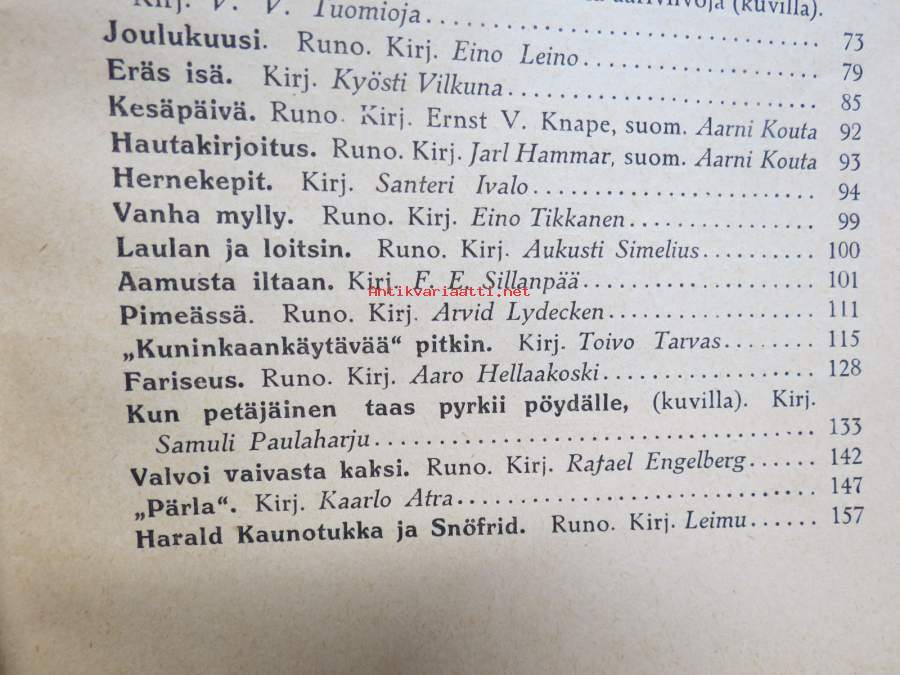 (kuvilla).
Kirj. V. V. Tuomioja........................ 73
Joulukuusi. Runo. Kirj. Eino Leino.................... 79
Eräs isä. Kirj. Kyösti Vilkuna........................ 85
Kesäpäivä. Runo. Kirj. Ernst V. Knape, suom. Aarni Kouta 92
Hautakirjoitus. Runo. Kirj. Jarl Hammar, suom. Aarni Kouta 93
Hernekepit. Kirj. Santeri Ivalo...................... 94
Vanha mylly. Runo. Kirj. Eino Tikkanen.............. 99
Laulan ja loitsin. Runo. Kirj. Aukusti Simelius.......... 100
Aamusta iltaan. Kirj. F. E. Sillanpää.................. 101
Antikvariaatti.net
Pimeässä. Runo. Kirj. Arvid Lydecken................ 111
„Kuninkaankäytävää“ pitkin. Kirj. Toivo Tarvas........ 115
Fariseus. Runo. Kirj. Aaro Hellaakoski................ 128
Kun petäjäinen taas pyrkii pöydälle, (kuvilla). Kirj.
Samuli Paulaharju.................................. 133
Valvoi vaivasta kaksi. Runo. Kirj. Rafael Engelberg...... 142
„Pärla“. Kirj. Kaarlo Atra............................ 147
Harald Kaunotukka ja Snöfrid. Runo. Kirj. Leimu...... 157